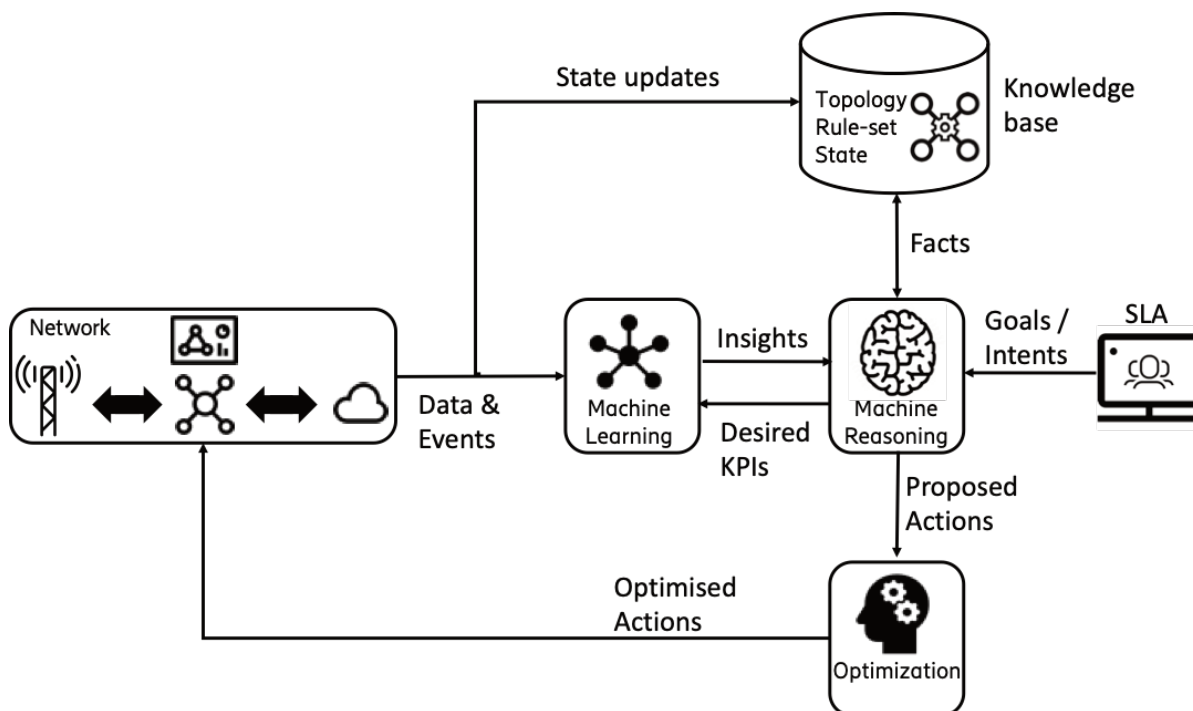 State updates
Topology
Rule-set
State
Knowledge
base
Facts
Network
Data &
Events
Machine
Learning
Insights
Desired
KPIs
Machine
Reasoning
Goals /
Intents
SLA
Proposed
Actions
Optimised
Actions
Optimization